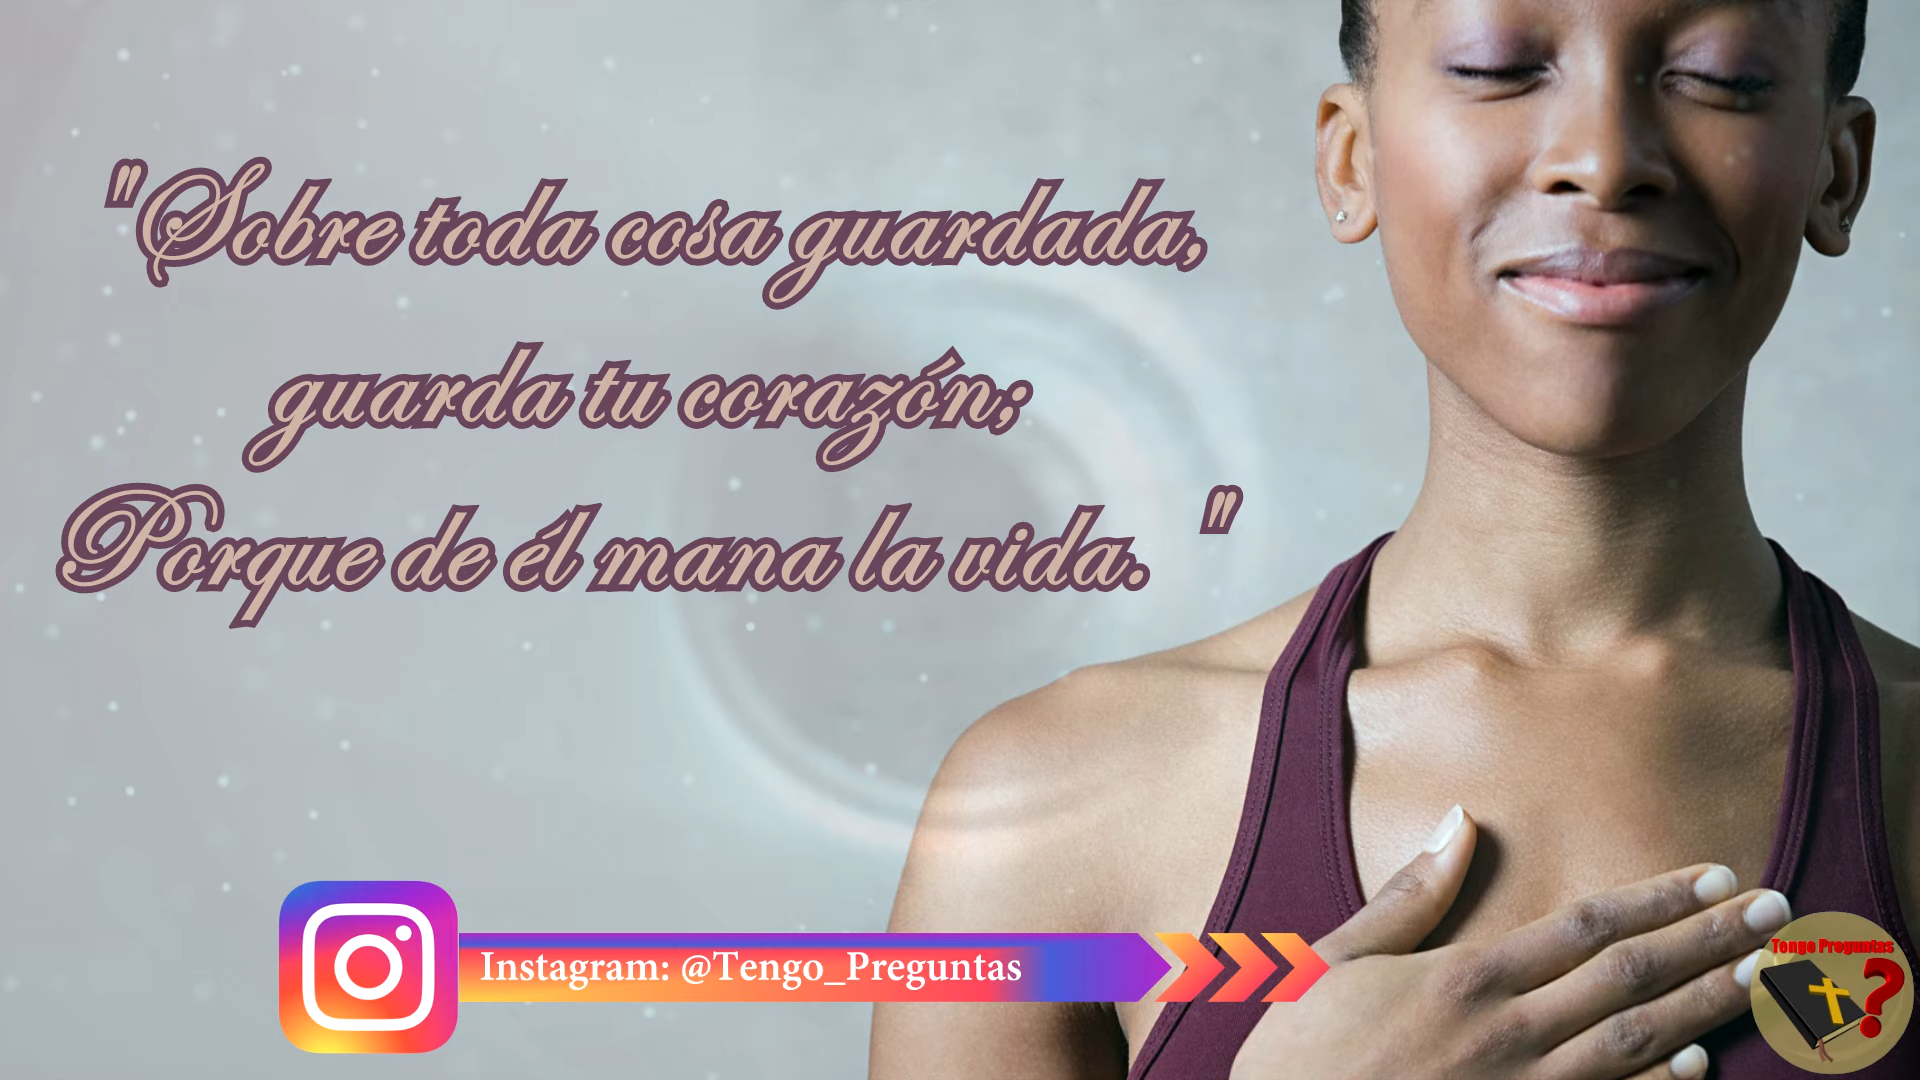 "Sobre toda cosa guardada,
guarda tu corazón;
Porque de él mana la vida. "
Instagram: @Tengo_Preguntas
Tengo Preguntas
?